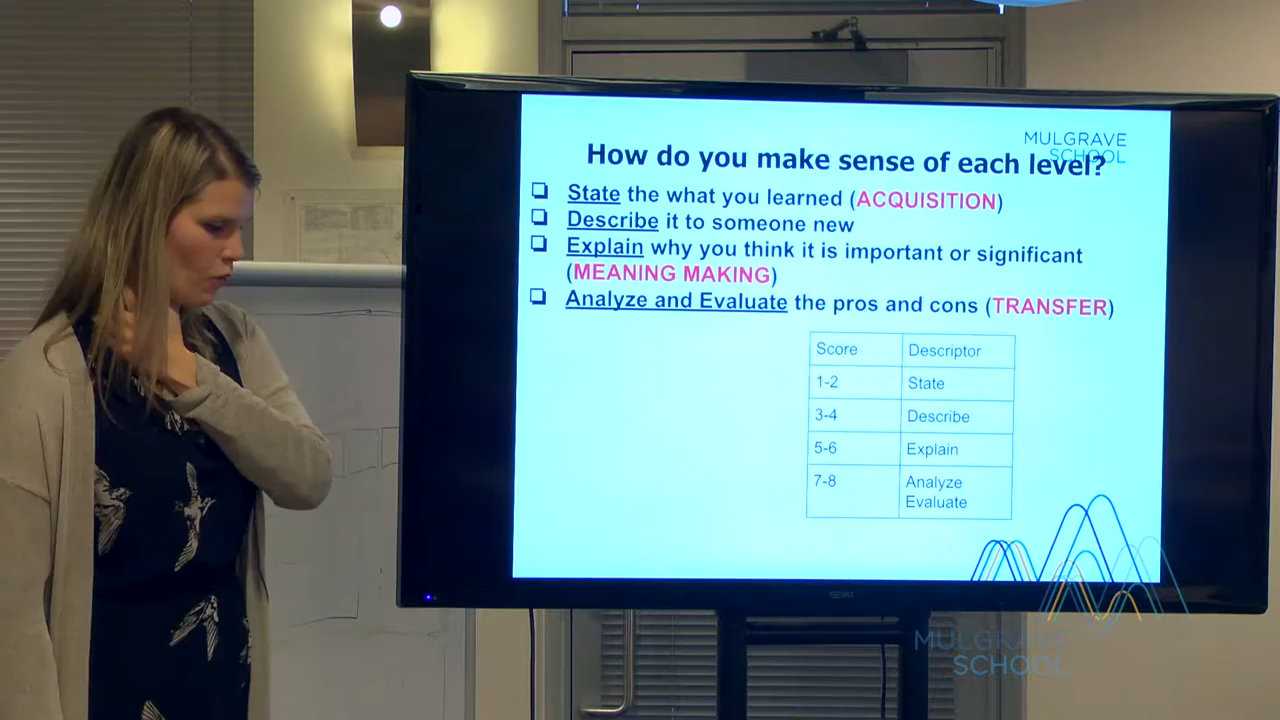 MULGRAVE
SCHOOL
How do you make sense of each level?
State the what you learned (ACQUISITION)
Describe it to someone new
Explain why you think it is important or significant
(MEANING MAKING)
Analyze and Evaluate the pros and cons (TRANSFER)
Score Descriptor
1-2 State
3-4 Describe
5-6 Explain
7-8 Analyze
Evaluate
SEIKI
MULGRAVE
SCHOOL